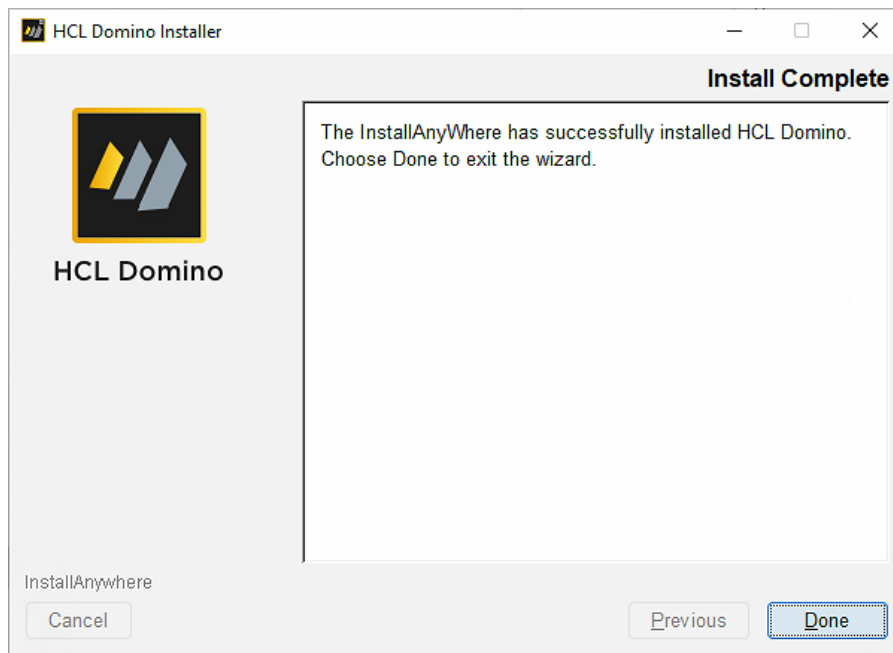 HCL Domino Installer
Install Complete
HCL Domino
The InstallAnyWhere has successfully installed HCL Domino.
Choose Done to exit the wizard.
InstallAnywhere
Cancel
Previous
Done